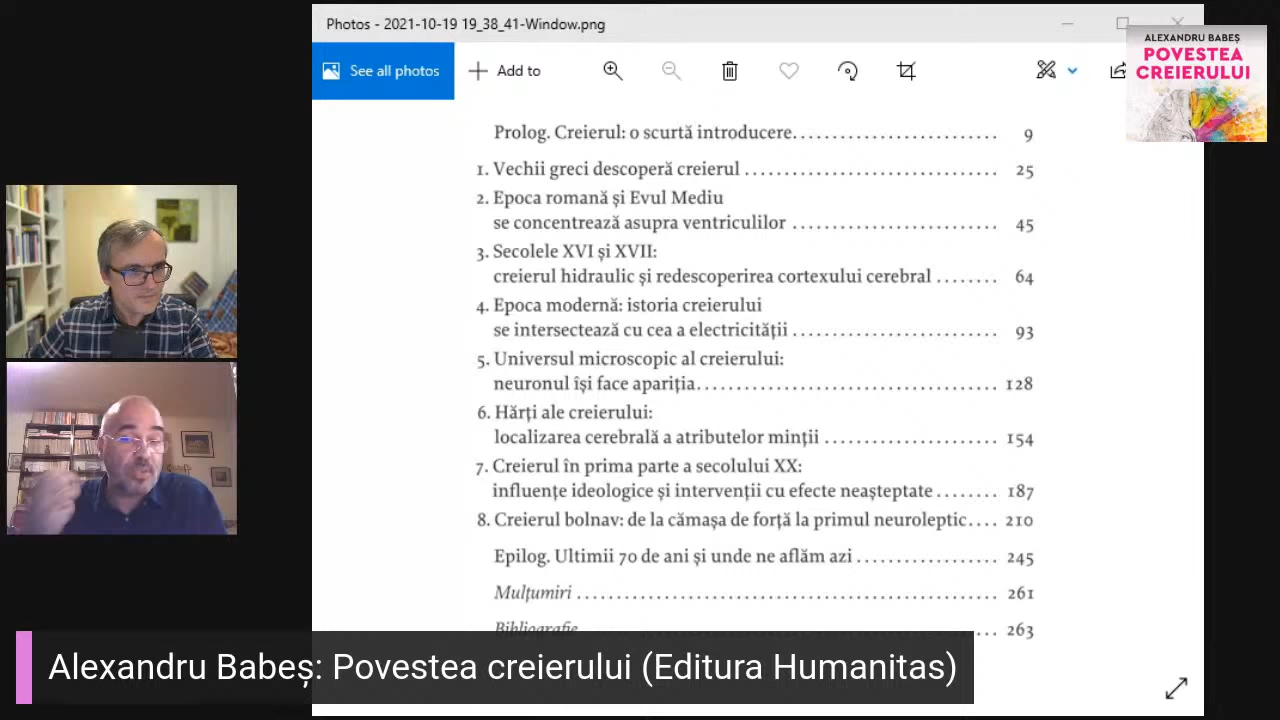 Photos - 2021-10-19 19_38_41-Window.png
See all photos
Add to
ALEXANDRU BABEȘ
POVESTEA
CREIERULUI
Prolog. Creierul: o scurtă introducere. . . . . . . . . . . . . . . . . . . . . . . . . . 9
1. Vechii greci descoperă creierul . . . . . . . . . . . . . . . . . . . . . . . . . . . . . . . . 25
2. Epoca romană și Evul Mediu
se concentrează asupra ventriculilor . . . . . . . . . . . . . . . . . . . . . . . . . . 45
3. Secolele XVI și XVII:
creierul hidraulic și redescoperirea cortexului cerebral . . . . . . . . 64
4. Epoca modernă: istoria creierului
se intersectează cu cea a electricității . . . . . . . . . . . . . . . . . . . . . . . . . . 93
5. Universul microscopic al creierului:
neuronul își face apariția. . . . . . . . . . . . . . . . . . . . . . . . . . . . . . . . . . . . . . 128
6. Hărți ale creierului:
localizarea cerebrală a atributelor minții . . . . . . . . . . . . . . . . . . . . . . 154
7. Creierul în prima parte a secolului XX:
influențe ideologice și intervenții cu efecte neașteptate . . . . . . . . 187
8. Creierul bolnav: de la cămașa de forță la primul neuroleptic. . . . 210
Epilog. Ultimii 70 de ani și unde ne aflăm azi . . . . . . . . . . . . . . . . . . 245
Mulțumiri . . . . . . . . . . . . . . . . . . . . . . . . . . . . . . . . . . . . . . . . . . . . . . . . . . . . . 261
Bibliografie . . . 263
Alexandru Babeș: Povestea creierului (Editura Humanitas)